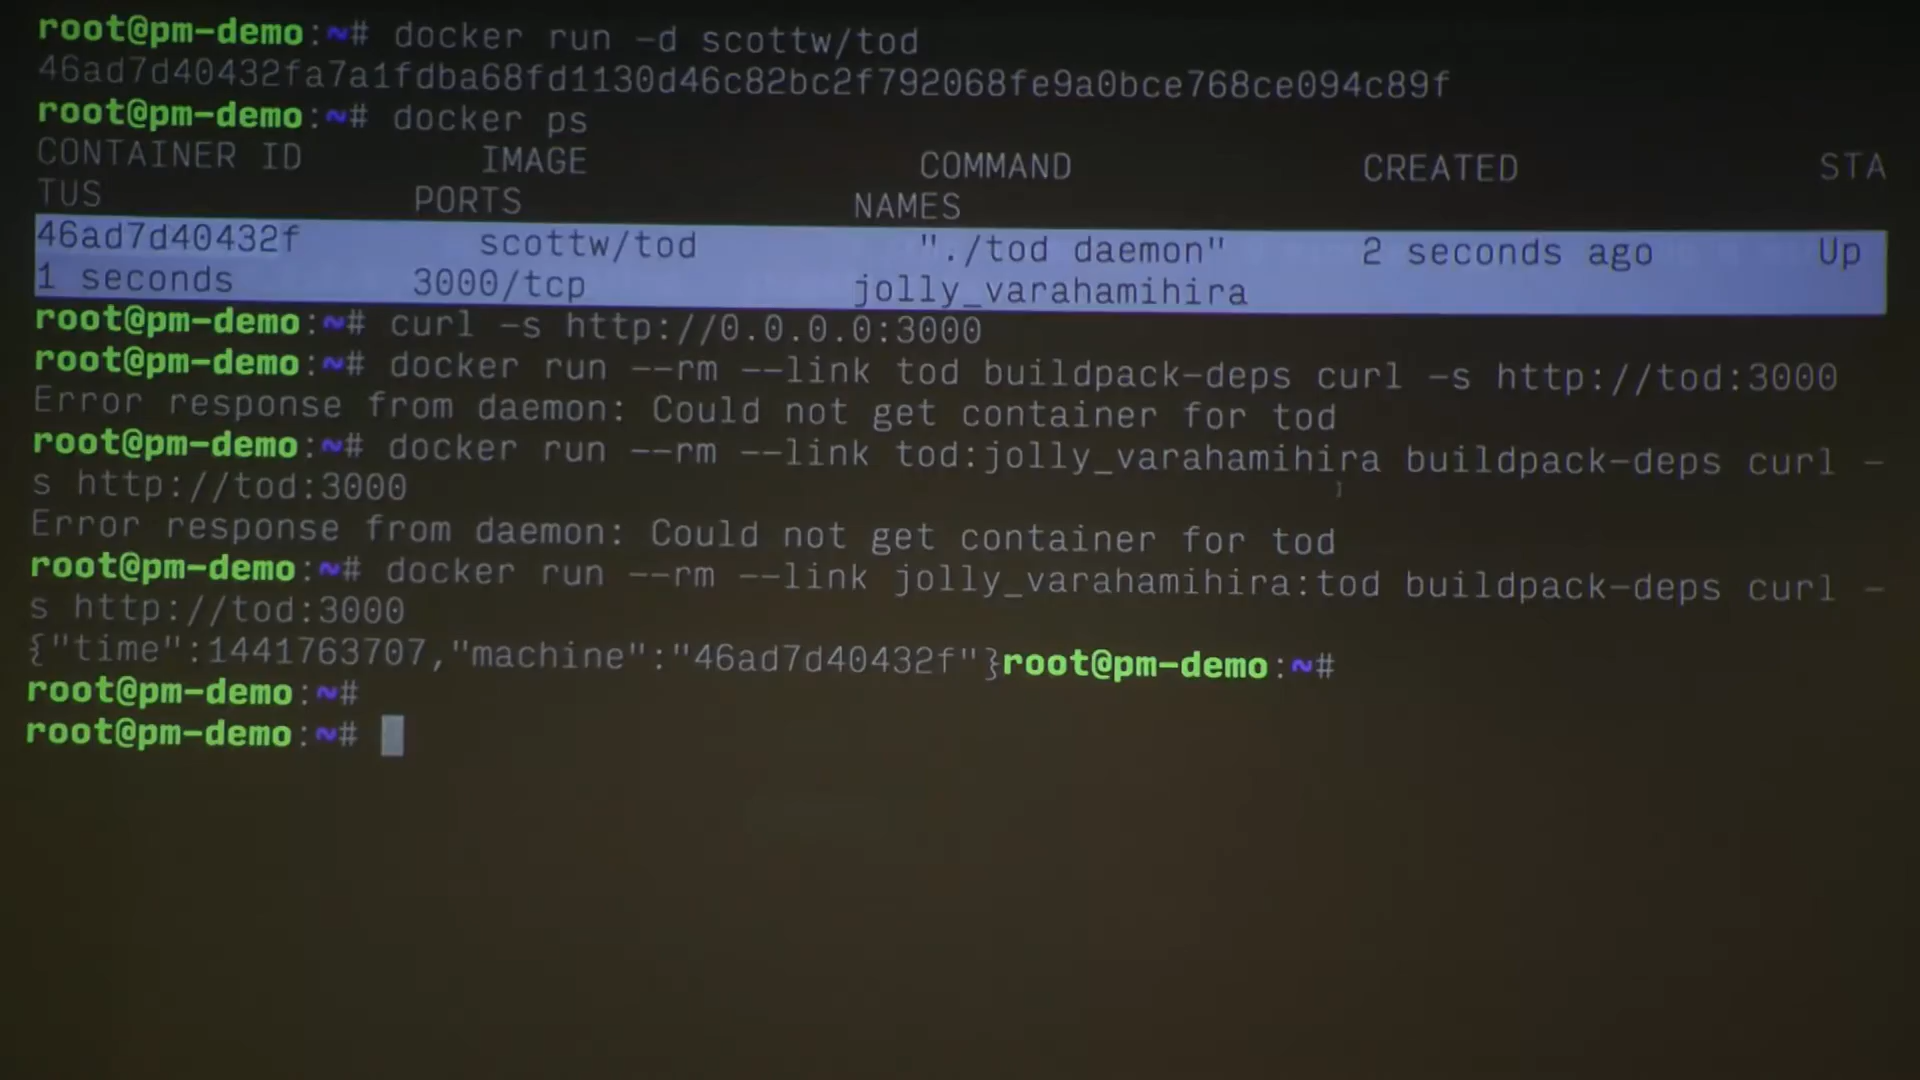 root@pm-demo:~# docker run -d scottw/tod
46ad7d40432fa7a1fdba68fd1130d46c82bc2f792068fe9a0bce768ce094c89f
root@pm-demo:~# docker ps
CONTAINER ID IMAGE COMMAND CREATED STA
TUS PORTS NAMES
46ad7d40432f scottw/tod "./tod daemon" 2 seconds ago Up
1 seconds 3000/tcp jolly_varahamihira
root@pm-demo:~# curl -s http://0.0.0.0:3000
root@pm-demo:~# docker run --rm --link tod buildpack-deps curl -s http://tod:3000
Error response from daemon: Could not get container for tod
root@pm-demo:~# docker run --rm --link tod:jolly_varahamihira buildpack-deps curl -
s http://tod:3000
Error response from daemon: Could not get container for tod
root@pm-demo:~# docker run --rm --link jolly_varahamihira:tod buildpack-deps curl -
s http://tod:3000
{"time":1441763707,"machine":"46ad7d40432f"}root@pm-demo:~#
root@pm-demo:~#
root@pm-demo:~#